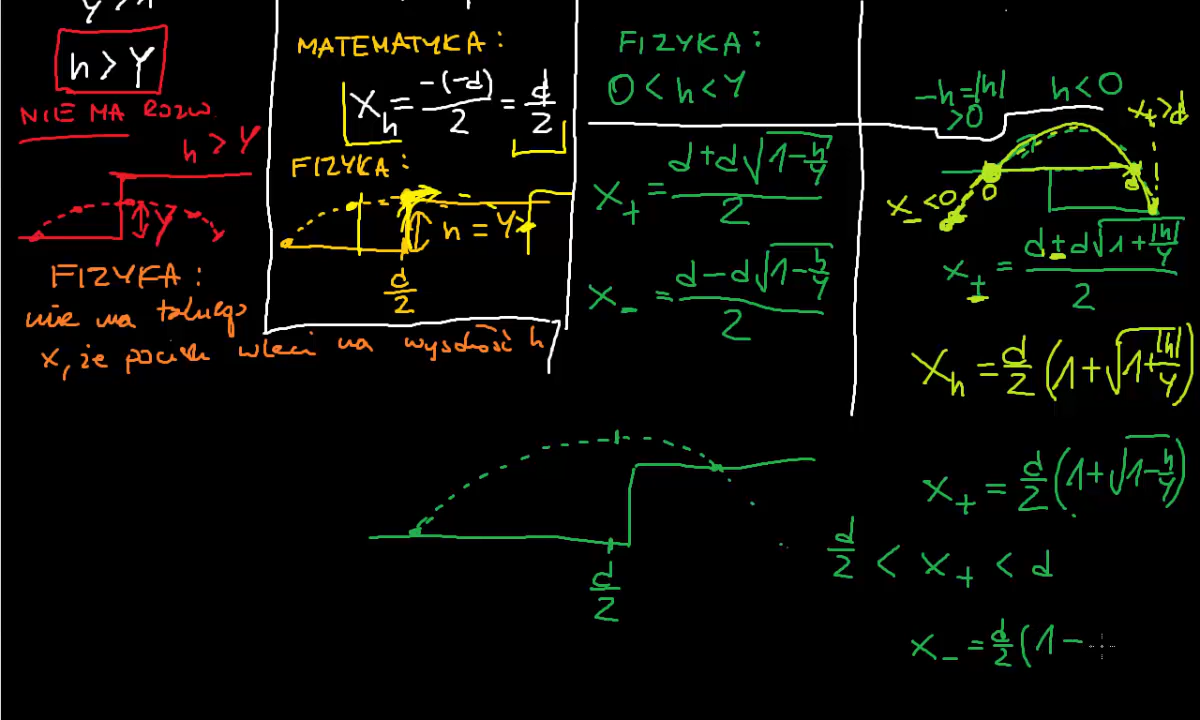 h > Y
NIE MA ROZW.
h > Y
Y
FIZYKA:
nie ma takiego
x, że pocisk wleci na wysokość h
MATEMATYKA:
x_h = -(-d)/2 = d/2
FIZYKA:
h = Y
d/2
FIZYKA:
0 < h < Y
x_+ = (d+d√(1-h/Y))/2
x_- = (d-d√(1-h/Y))/2
-h=|h|
>0
h<0
x_+>d
x_-<0
0
d
x_± = (d±d√(1+|h|/Y))/2
x_h = d/2 (1+√(1+|h|/Y))
x_+ = d/2 (1+√(1-h/Y))
d/2 < x_+ < d
x_- = d/2 (1-
d/2